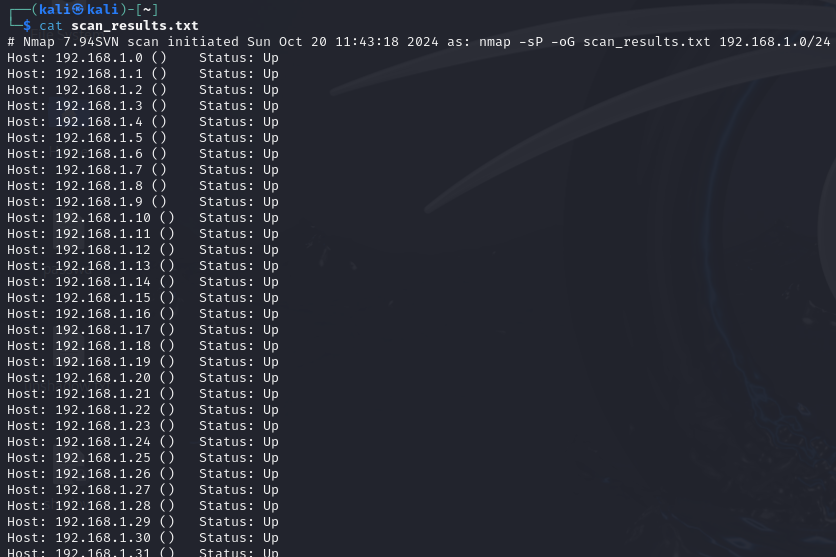 ┌──(kali㉿kali)-[~]
└─$ cat scan_results.txt
# Nmap 7.94SVN scan initiated Sun Oct 20 11:43:18 2024 as: nmap -sP -oG scan_results.txt 192.168.1.0/24
Host: 192.168.1.0 ()	Status: Up
Host: 192.168.1.1 ()	Status: Up
Host: 192.168.1.2 ()	Status: Up
Host: 192.168.1.3 ()	Status: Up
Host: 192.168.1.4 ()	Status: Up
Host: 192.168.1.5 ()	Status: Up
Host: 192.168.1.6 ()	Status: Up
Host: 192.168.1.7 ()	Status: Up
Host: 192.168.1.8 ()	Status: Up
Host: 192.168.1.9 ()	Status: Up
Host: 192.168.1.10 ()	Status: Up
Host: 192.168.1.11 ()	Status: Up
Host: 192.168.1.12 ()	Status: Up
Host: 192.168.1.13 ()	Status: Up
Host: 192.168.1.14 ()	Status: Up
Host: 192.168.1.15 ()	Status: Up
Host: 192.168.1.16 ()	Status: Up
Host: 192.168.1.17 ()	Status: Up
Host: 192.168.1.18 ()	Status: Up
Host: 192.168.1.19 ()	Status: Up
Host: 192.168.1.20 ()	Status: Up
Host: 192.168.1.21 ()	Status: Up
Host: 192.168.1.22 ()	Status: Up
Host: 192.168.1.23 ()	Status: Up
Host: 192.168.1.24 ()	Status: Up
Host: 192.168.1.25 ()	Status: Up
Host: 192.168.1.26 ()	Status: Up
Host: 192.168.1.27 ()	Status: Up
Host: 192.168.1.28 ()	Status: Up
Host: 192.168.1.29 ()	Status: Up
Host: 192.168.1.30 ()	Status: Up
Host: 192.168.1.31 ()	Status: Up